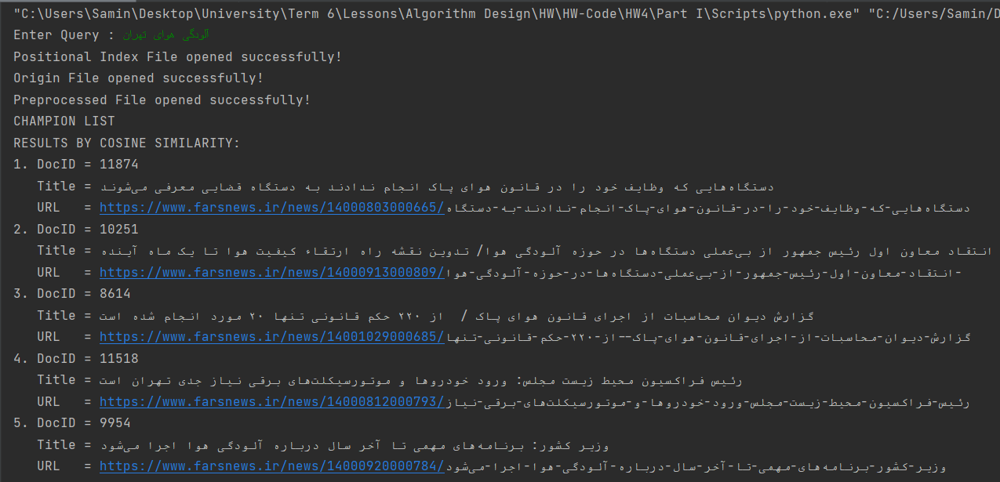 "C:\Users\Samin\Desktop\University\Term 6\Lessons\Algorithm Design\HW\HW-Code\HW4\Part I\Scripts\python.exe" "C:/Users/Samin/D
Enter Query : آلودگی هوای تهران
Positional Index File opened successfully!
Origin File opened successfully!
Preprocessed File opened successfully!
CHAMPION LIST
RESULTS BY COSINE SIMILARITY:
1. DocID = 11874
Title = دستگاه‌هایی که وظایف خود را در قانون هوای پاک انجام ندادند به دستگاه قضایی معرفی می‌شوند
URL   = https://www.farsnews.ir/news/14000803000665/دستگاه‌هایی-که-وظایف-خود-را-در-قانون-هوای-پاک-انجام-ندادند-به-دستگاه
2. DocID = 10251
Title = انتقاد معاون اول رئیس جمهور از بی‌عملی دستگاه‌ها در حوزه آلودگی هوا/ تدوین نقشه راه ارتقاء کیفیت هوا تا یک ماه آینده
URL   = https://www.farsnews.ir/news/14000913000809/انتقاد-معاون-اول-رئیس-جمهور-از-بی‌عملی-دستگاه‌ها-در-حوزه-آلودگی-هوا-
3. DocID = 8614
Title = گزارش دیوان محاسبات از اجرای قانون هوای پاک /  از ۲۲۰ حکم قانونی تنها ۲۰ مورد انجام شده است
URL   = https://www.farsnews.ir/news/14001029000685/گزارش-دیوان-محاسبات-از-اجرای-قانون-هوای-پاک--از-۲۲۰-حکم-قانونی-تنها
4. DocID = 11518
Title = رئیس فراکسیون محیط زیست مجلس: ورود خودروها و موتورسیکلت‌های برقی نیاز جدی تهران است
URL   = https://www.farsnews.ir/news/14000812000793/رئیس-فراکسیون-محیط-زیست-مجلس-ورود-خودروها-و-موتورسیکلت‌های-برقی-نیاز
5. DocID = 9954
Title = وزیر کشور: برنامه‌های مهمی تا آخر سال درباره آلودگی هوا اجرا می‌شود
URL   = https://www.farsnews.ir/news/14000920000784/وزیر-کشور-برنامه‌های-مهمی-تا-آخر-سال-درباره-آلودگی-هوا-اجرا-می‌شود